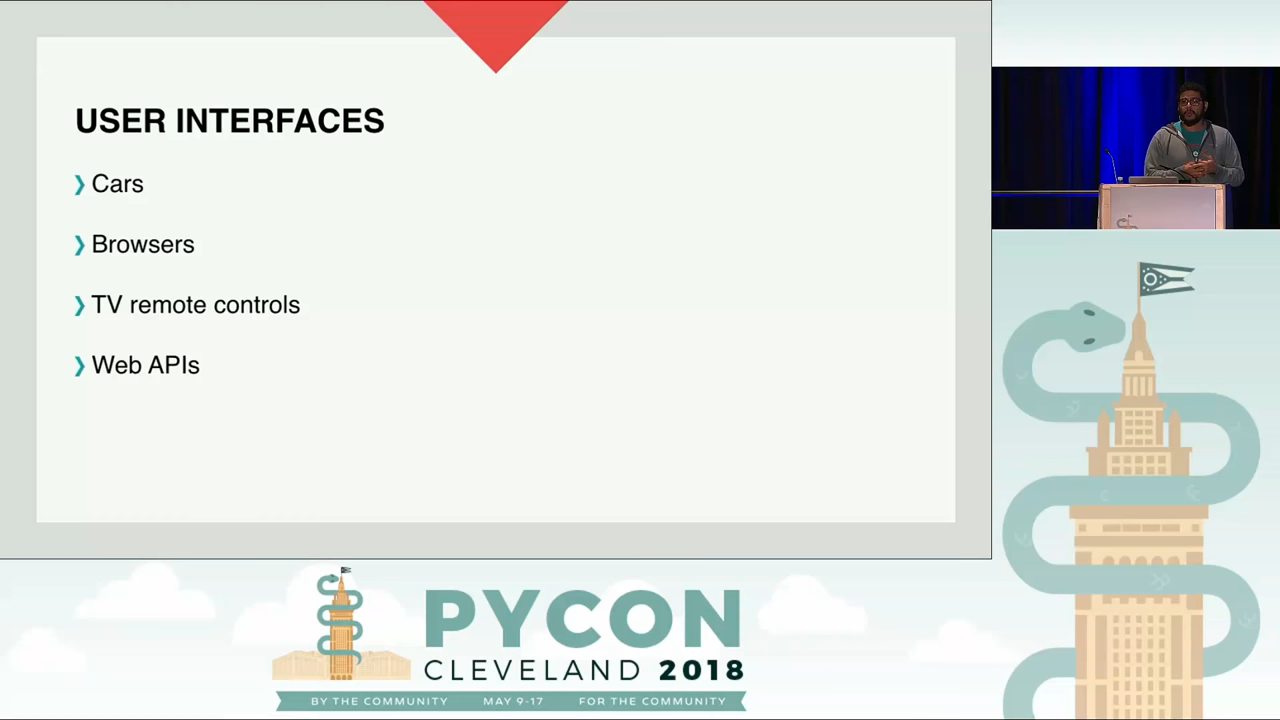 USER INTERFACES
❯ Cars
❯ Browsers
❯ TV remote controls
❯ Web APIs
PYCON
CLEVELAND 2018
BY THE COMMUNITY MAY 9-17 FOR THE COMMUNITY